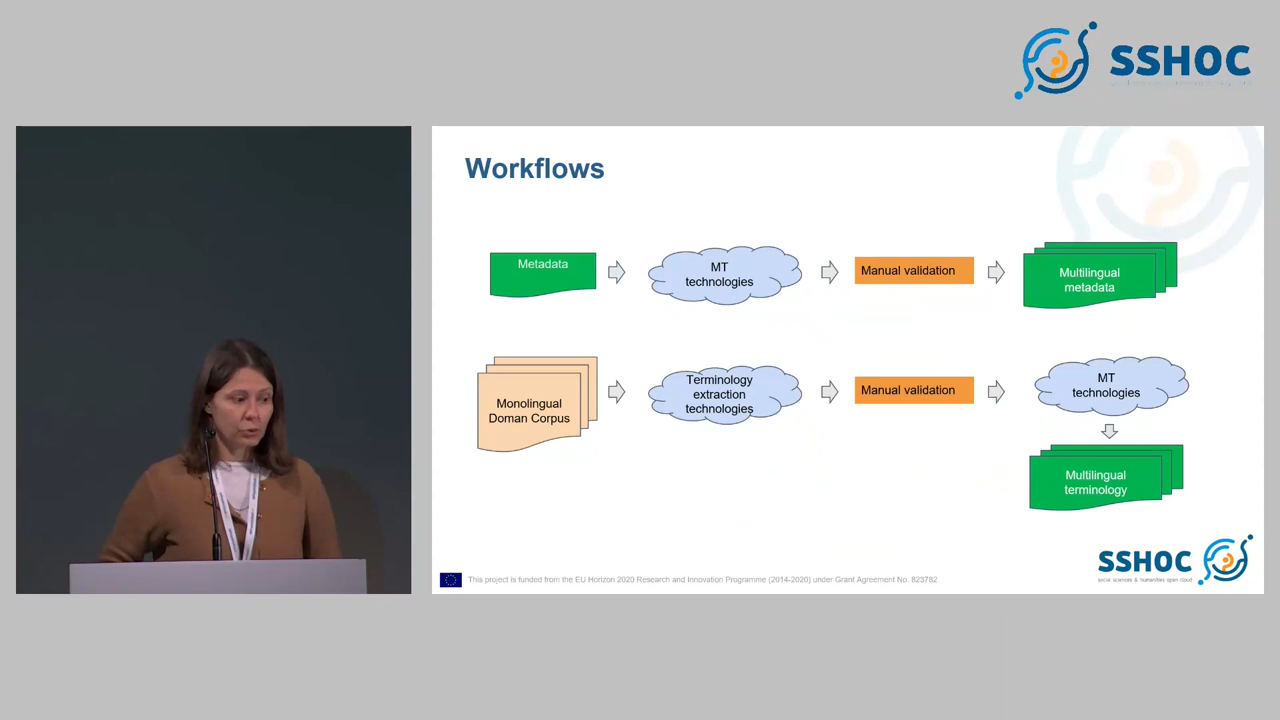 SSHOC
Workflows
Metadata
MT
technologies
Manual validation
Multilingual
metadata
Monolingual
Doman Corpus
Terminology
extraction
technologies
Manual validation
MT
technologies
Multilingual
terminology
SSHOC
social sciences & humanities open cloud
This project is funded from the EU Horizon 2020 Research and Innovation Programme (2014-2020) under Grant Agreement No. 823782